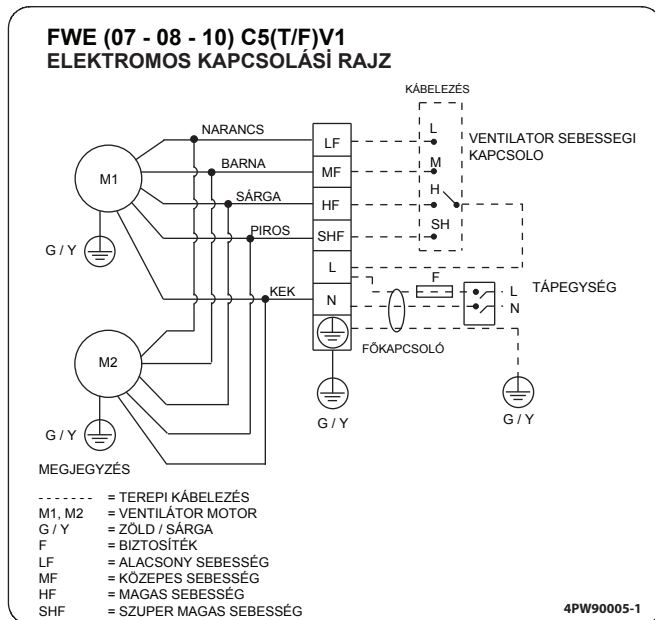 FWE (07 - 08 - 10) C5(T/F)V1
ELEKTROMOS KAPCSOLÁSI RAJZ
KÁBELEZÉS
NARANCS
LF
L
VENTILATOR SEBESSEGI
KAPCSOLO
BARNA
MF
M
M1
SÁRGA
HF
H
PIROS
SHF
SH
G / Y
L
F
KEK
N
L
N
TÁPEGYSÉG
FŐKAPCSOLÓ
M2
G / Y
G / Y
G / Y
MEGJEGYZÉS
- - - - - - - = TEREPI KÁBELEZÉS
M1, M2 = VENTILÁTOR MOTOR
G / Y = ZÖLD / SÁRGA
F = BIZTOSÍTÉK
LF = ALACSONY SEBESSÉG
MF = KÖZEPES SEBESSÉG
HF = MAGAS SEBESSÉG
SHF = SZUPER MAGAS SEBESSÉG
4PW90005-1